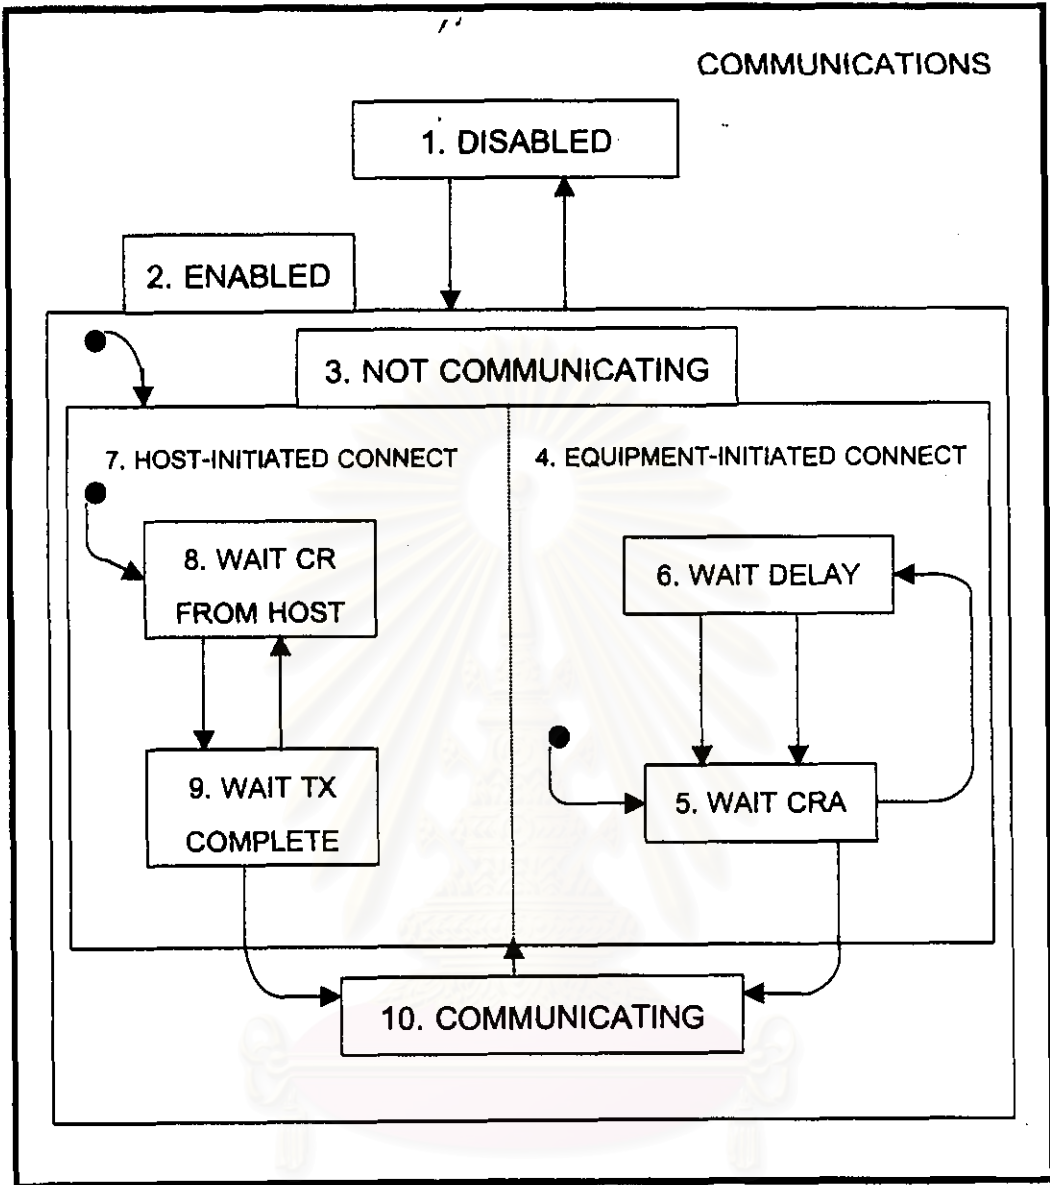 COMMUNICATIONS
1. DISABLED
2. ENABLED
3. NOT COMMUNICATING
7. HOST-INITIATED CONNECT
4. EQUIPMENT-INITIATED CONNECT
8. WAIT CR
FROM HOST
6. WAIT DELAY
9. WAIT TX
COMPLETE
5. WAIT CRA
10. COMMUNICATING